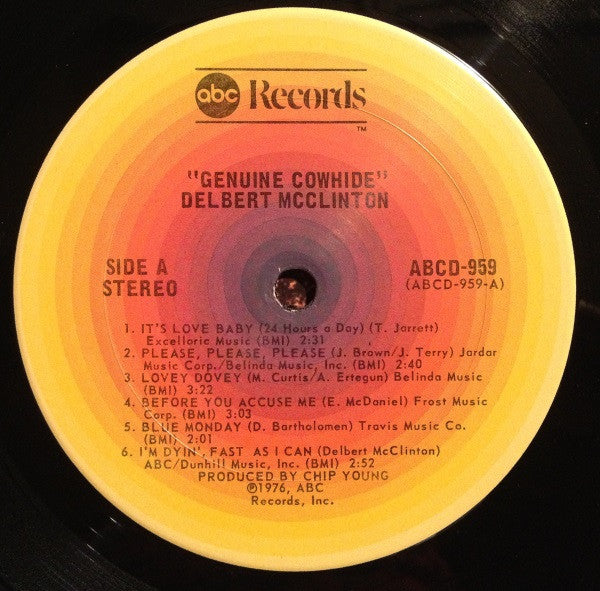 abc Records
TM
"GENUINE COWHIDE"
DELBERT MCCLINTON
SIDE A
STEREO
ABCD-959
(ABCD-959-A)
1. IT'S LOVE BABY (24 Hours a Day) (T. Jarrett)
Excelloric Music (BMI) 2:31
2. PLEASE, PLEASE, PLEASE (J. Brown/J. Terry) Jardar
Music Corp./Belinda Music, Inc. (BMI) 2:40
3. LOVEY DOVEY (M. Curtis/A. Ertegun) Belinda Music
(BMI) 3:22
4. BEFORE YOU ACCUSE ME (E. McDaniel) Frost Music
Corp. (BMI) 3:03
5. BLUE MONDAY (D. Bartholomen) Travis Music Co.
(BMI) 2:01
6. I'M DYIN', FAST AS I CAN (Delbert McClinton)
ABC/Dunhill Music, Inc. (BMI) 2:52
PRODUCED BY CHIP YOUNG
℗1976, ABC
Records, Inc.